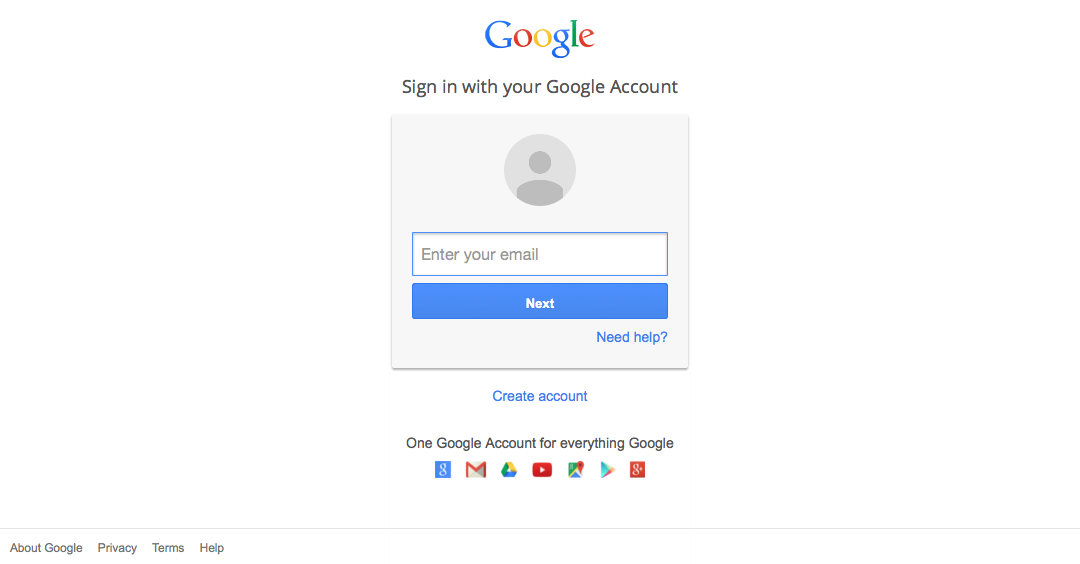 Google
Sign in with your Google Account
Enter your email
Next
Need help?
Create account
One Google Account for everything Google
About Google Privacy Terms Help